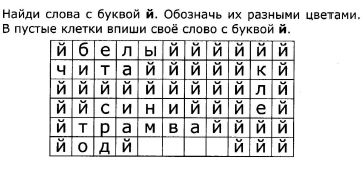 Найди слова с буквой й. Обозначь их разными цветами.
В пустые клетки впиши своё слово с буквой й.
й б е л ы й й й й й й й
ч и т а й й й й й й к й
й й й й й й й й й й л й
й й с и н и й й й й е й
й т р а м в а й й й й й
й о д й й й й